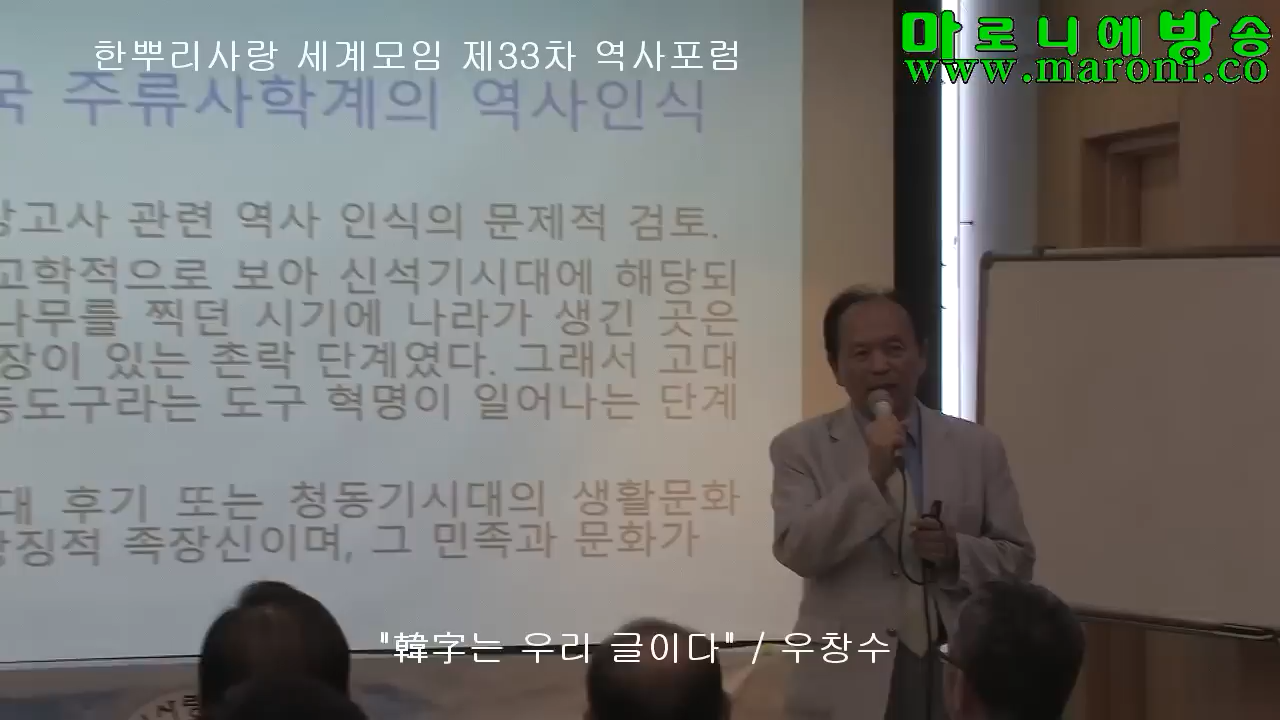 마로니에방송
www.maroni.co
한뿌리사랑 세계모임 제33차 역사포럼
국 주류사학계의 역사인식
상고사 관련 역사 인식의 문제적 검토.
고학적으로 보아 신석기시대에 해당되
나무를 찍던 시기에 나라가 생긴 곳은
장이 있는 촌락 단계였다. 그래서 고대
동도구라는 도구 혁명이 일어나는 단계
대 후기 또는 청동기시대의 생활문화
징적 족장신이며, 그 민족과 문화가
"韓字는 우리 글이다" / 우창수